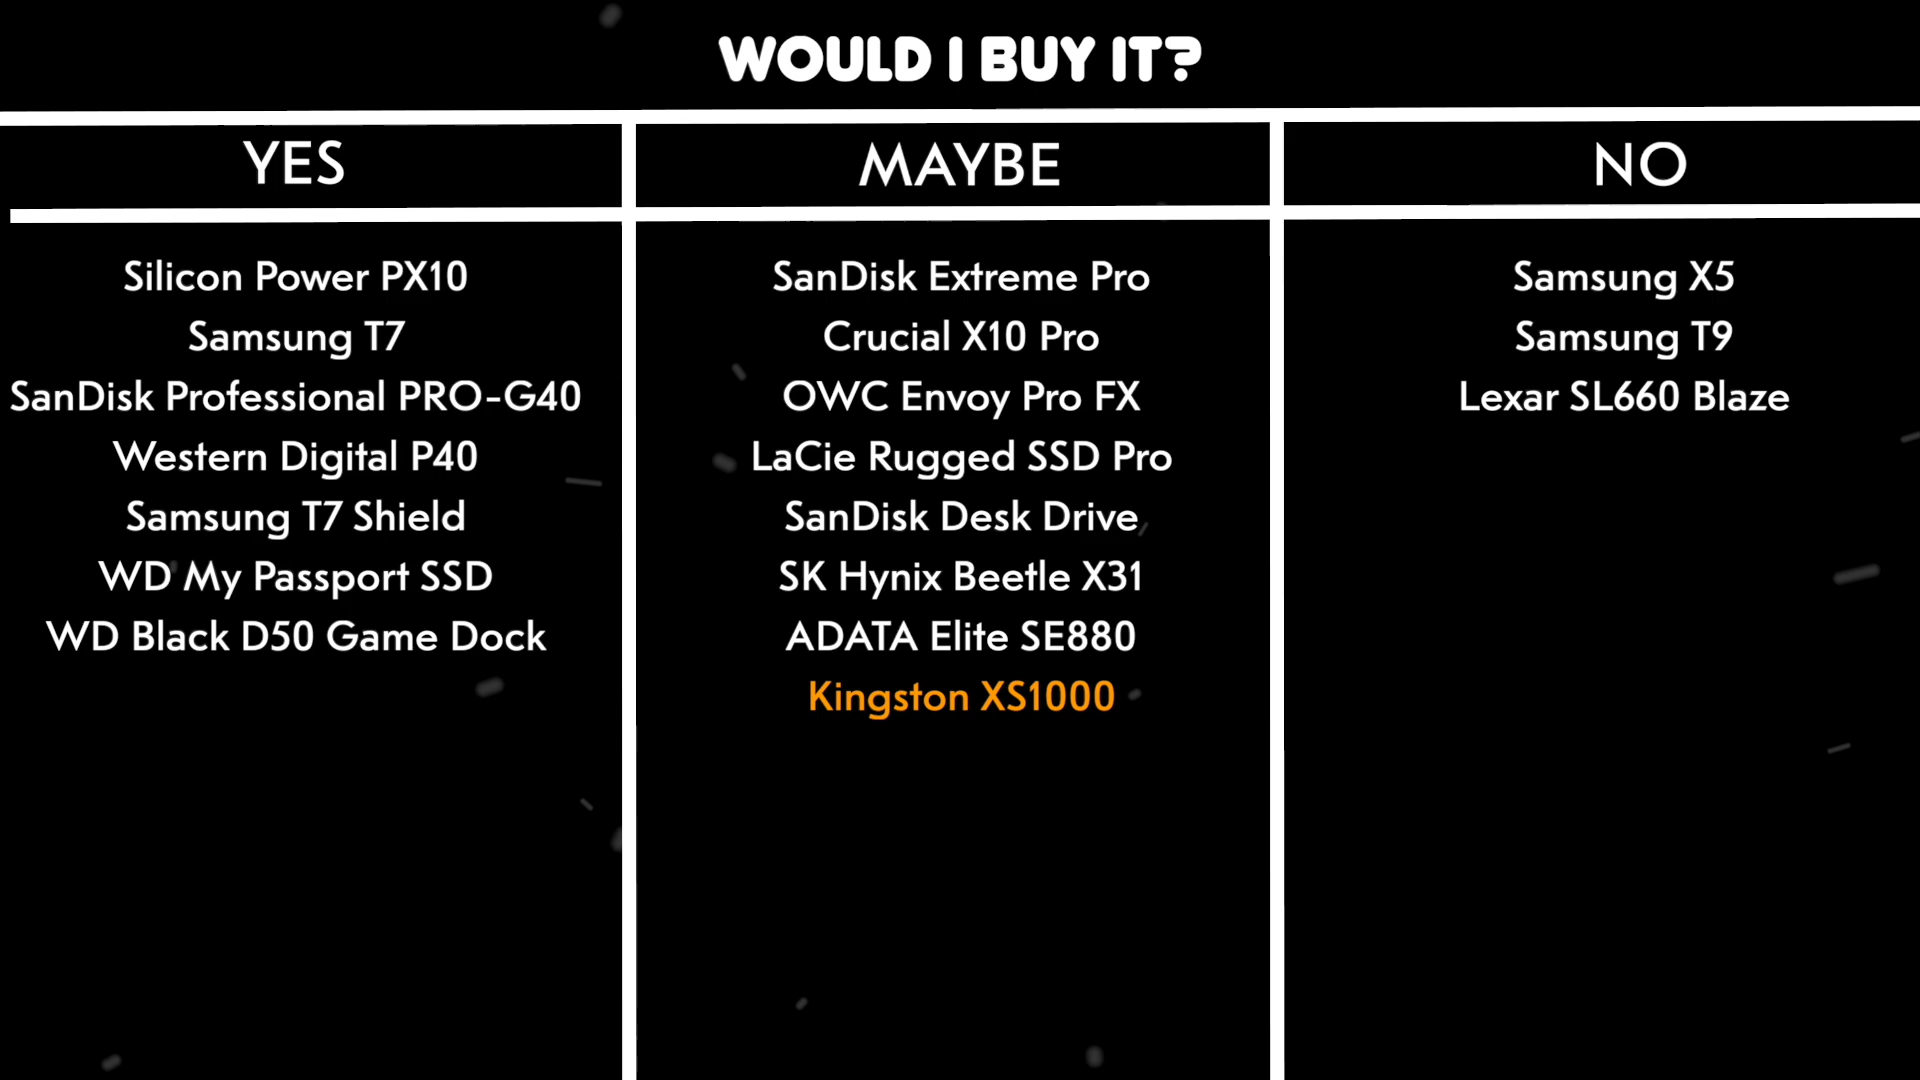 WOULD I BUY IT?
YES
MAYBE
NO
Silicon Power PX10
Samsung T7
SanDisk Professional PRO-G40
Western Digital P40
Samsung T7 Shield
WD My Passport SSD
WD Black D50 Game Dock
SanDisk Extreme Pro
Crucial X10 Pro
OWC Envoy Pro FX
LaCie Rugged SSD Pro
SanDisk Desk Drive
SK Hynix Beetle X31
ADATA Elite SE880
Kingston XS1000
Samsung X5
Samsung T9
Lexar SL660 Blaze